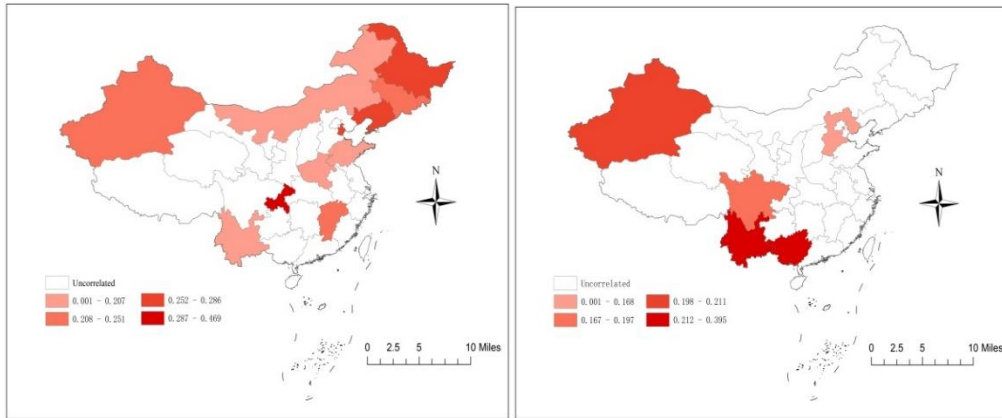 N
Uncorrelated
0.001 - 0.207
0.252 - 0.286
0.208 - 0.251
0.287 - 0.469
0 2.5 5 10 Miles
N
Uncorrelated
0.001 - 0.168
0.198 - 0.211
0.167 - 0.197
0.212 - 0.395
0 2.5 5 10 Miles